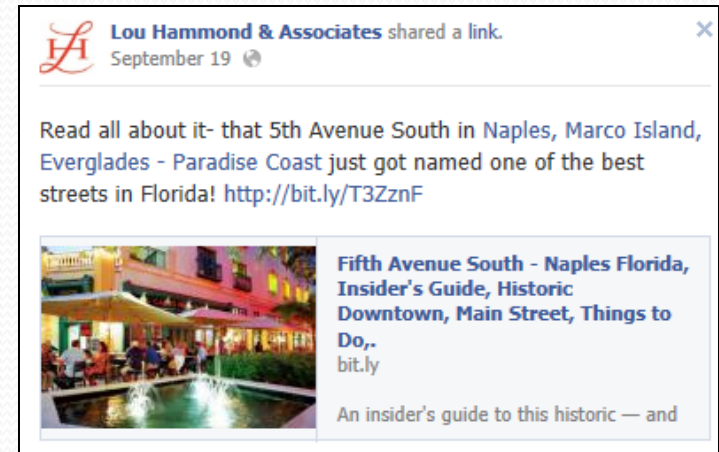 Lou Hammond & Associates shared a link.
September 19
Read all about it- that 5th Avenue South in Naples, Marco Island,
Everglades - Paradise Coast just got named one of the best
streets in Florida! http://bit.ly/T3ZznF
Fifth Avenue South - Naples Florida,
Insider's Guide, Historic
Downtown, Main Street, Things to
Do,.
bit.ly
An insider's guide to this historic — and